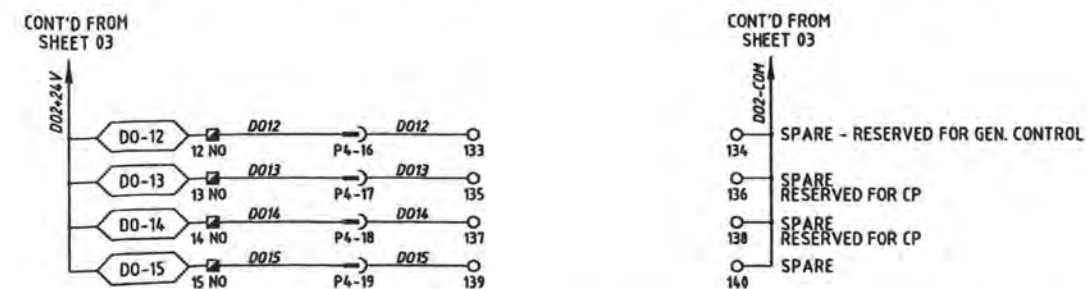 CONT'D FROM
SHEET 03
DO2+24V
DO-12
12 NO
DO12
P4-16
DO12
133
DO-13
13 NO
DO13
P4-17
DO13
135
DO-14
14 NO
DO14
P4-18
DO14
137
DO-15
15 NO
DO15
P4-19
DO15
139
CONT'D FROM
SHEET 03
DO2-COM
134
SPARE - RESERVED FOR GEN. CONTROL
136
SPARE
RESERVED FOR CP
138
SPARE
RESERVED FOR CP
140
SPARE